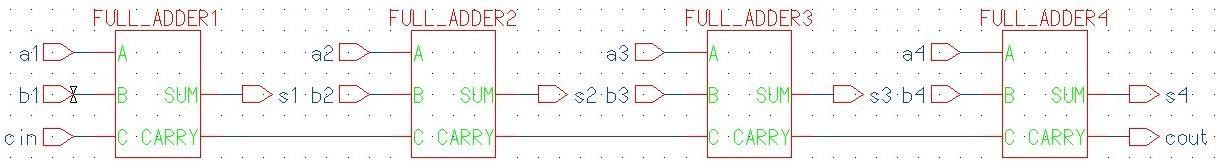 FULL_ADDER1 FULL_ADDER2 FULL_ADDER3 FULL_ADDER4
a1 A a2 A a3 A a4 A
b1 B SUM s1 b2 B SUM s2 b3 B SUM s3 b4 B SUM s4
cin C CARRY C CARRY C CARRY C CARRY cout